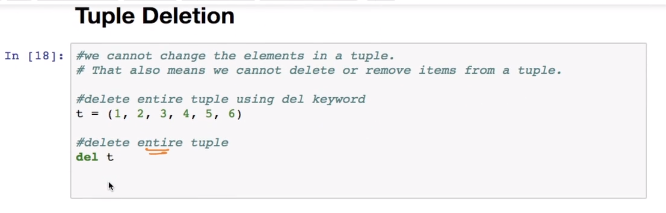 Tuple Deletion
In [18]: #we cannot change the elements in a tuple.
# That also means we cannot delete or remove items from a tuple.
#delete entire tuple using del keyword
t = (1, 2, 3, 4, 5, 6)
#delete entire tuple
del t